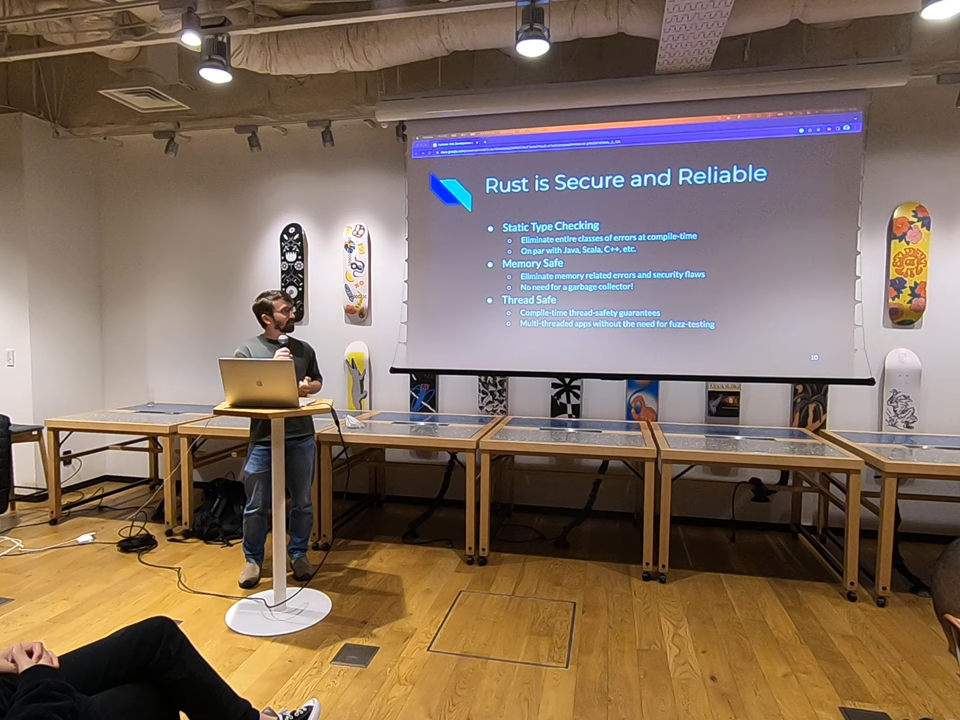 Rust is Secure and Reliable
● Static Type Checking
○ Eliminate entire classes of errors at compile-time
○ On par with Java, Scala, C++, etc.
● Memory Safe
○ Eliminate memory related errors and security flaws
○ No need for a garbage collector!
● Thread Safe
○ Compile-time thread-safety guarantees
○ Multi-threaded apps without the need for fuzz-testing
10